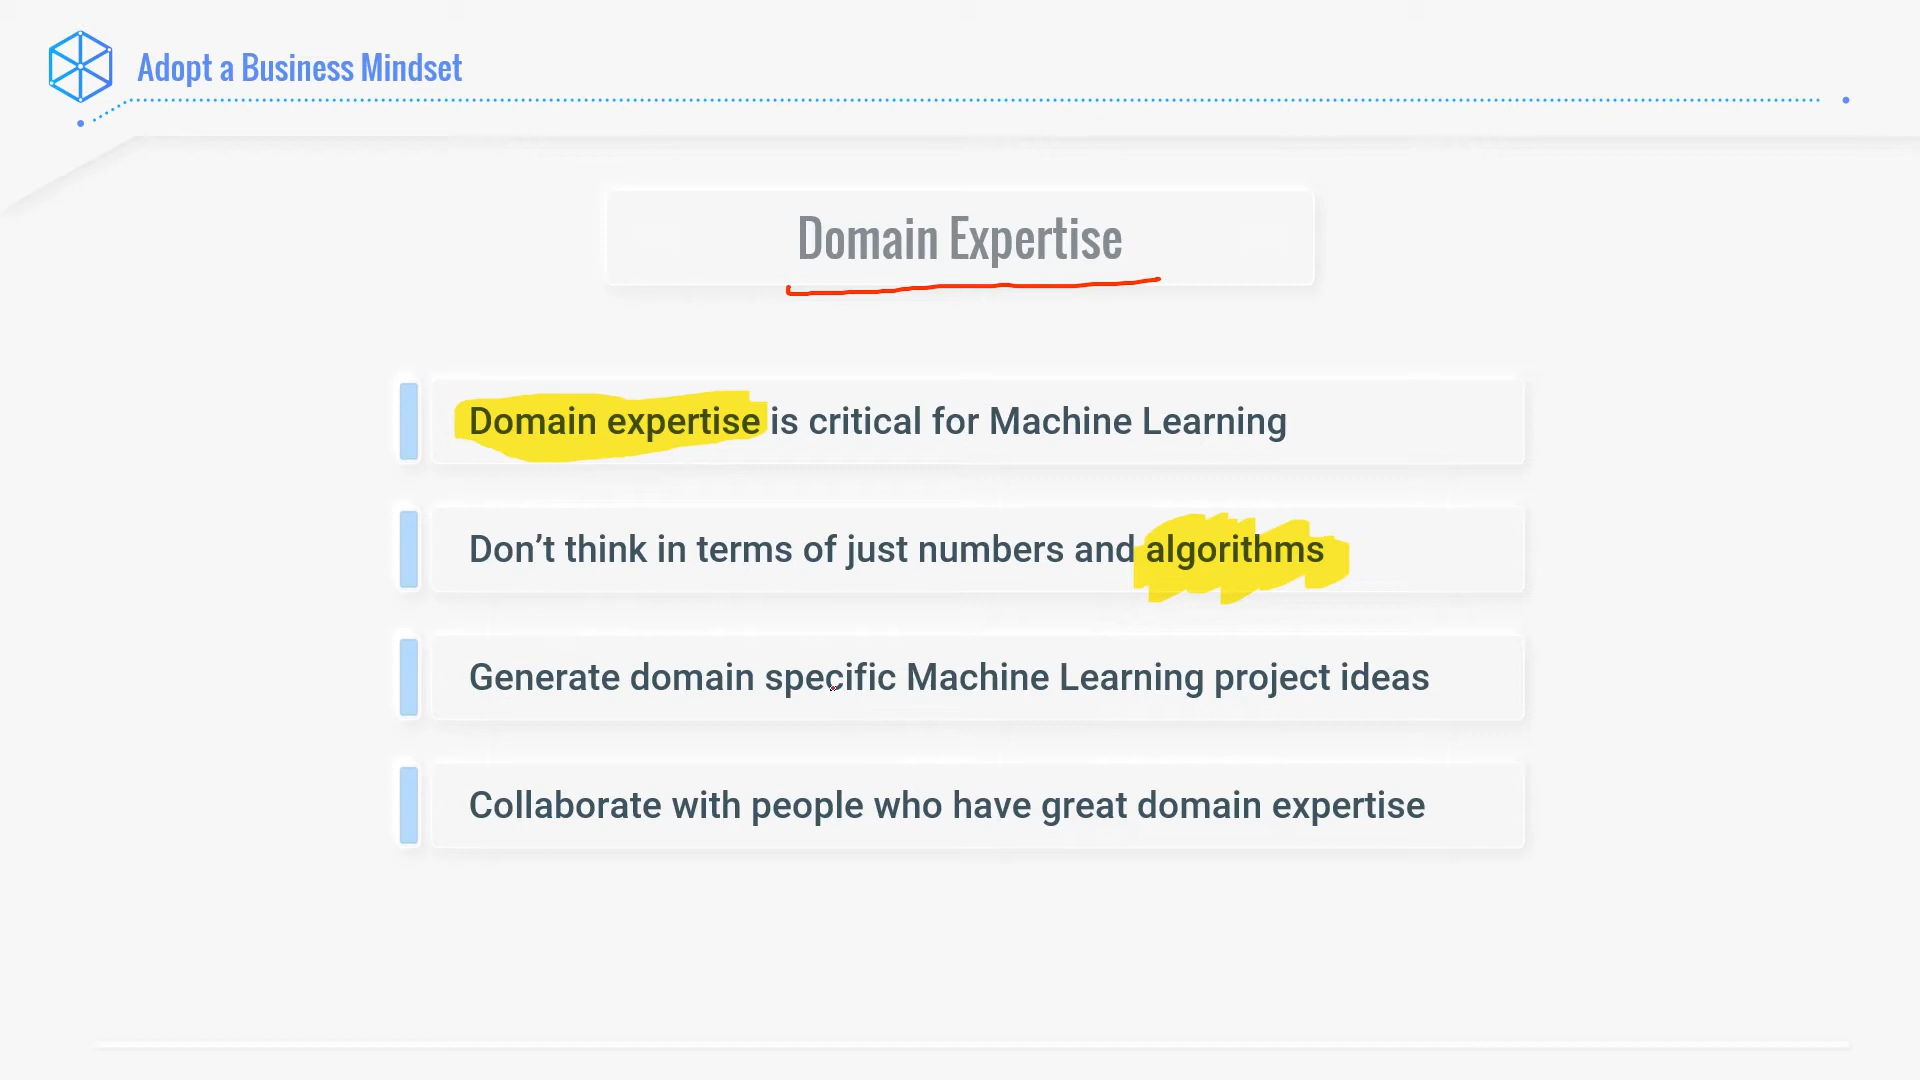 Adopt a Business Mindset
Domain Expertise
Domain expertise is critical for Machine Learning
Don’t think in terms of just numbers and algorithms
Generate domain specific Machine Learning project ideas
Collaborate with people who have great domain expertise